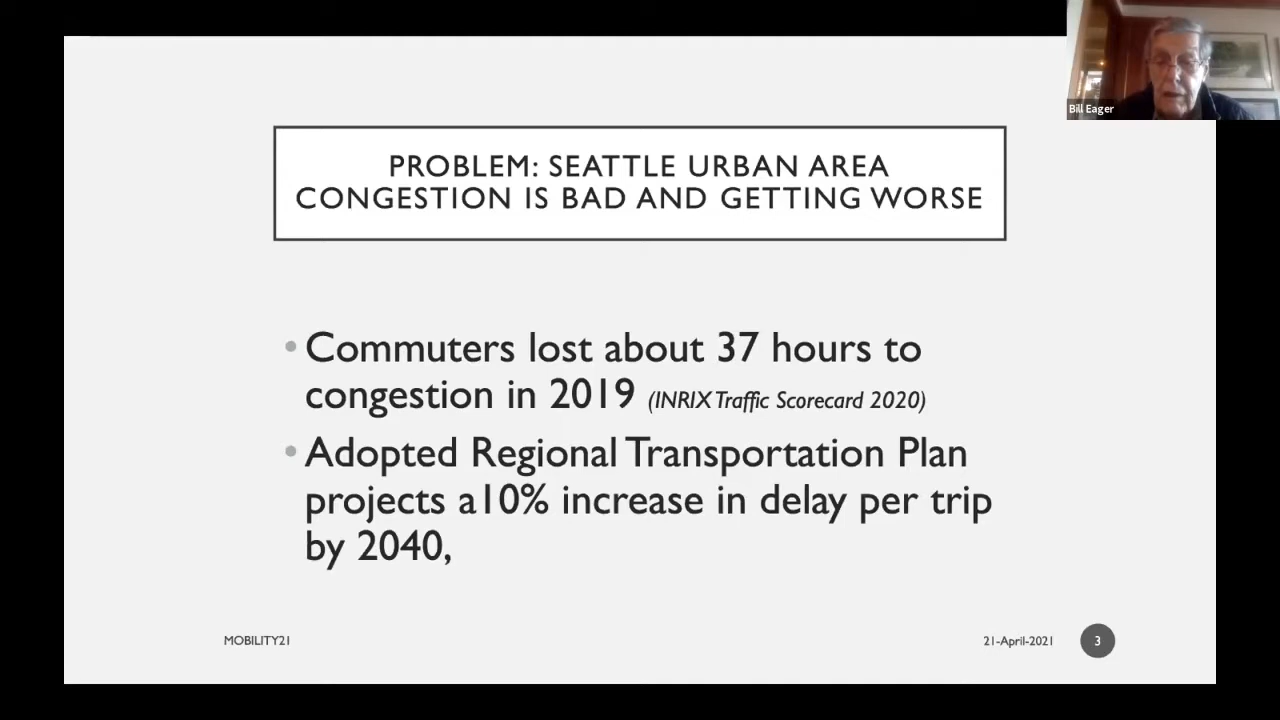 Bill Eager
PROBLEM: SEATTLE URBAN AREA
CONGESTION IS BAD AND GETTING WORSE
• Commuters lost about 37 hours to
congestion in 2019 (INRIX Traffic Scorecard 2020)
• Adopted Regional Transportation Plan
projects a10% increase in delay per trip
by 2040,
MOBILITY21
21-April-2021
3